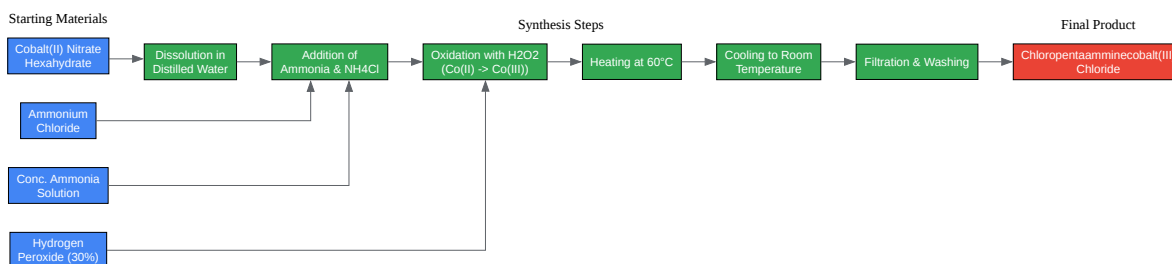 Starting Materials
Synthesis Steps
Final Product
Cobalt(II) Nitrate
Hexahydrate
Dissolution in
Distilled Water
Addition of
Ammonia & NH4Cl
Oxidation with H2O2
(Co(II) -> Co(III))
Heating at 60°C
Cooling to Room
Temperature
Filtration & Washing
Chloropentaamminecobalt(III
Chloride
Ammonium
Chloride
Conc. Ammonia
Solution
Hydrogen
Peroxide (30%)